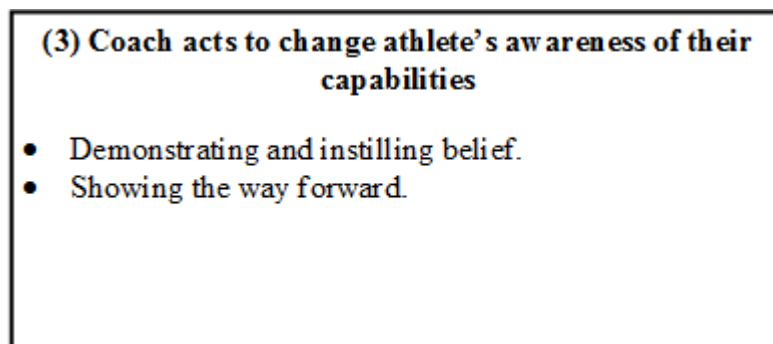 (3) Coach acts to change athlete's awareness of their
capabilities
• Demonstrating and instilling belief.
• Showing the way forward.